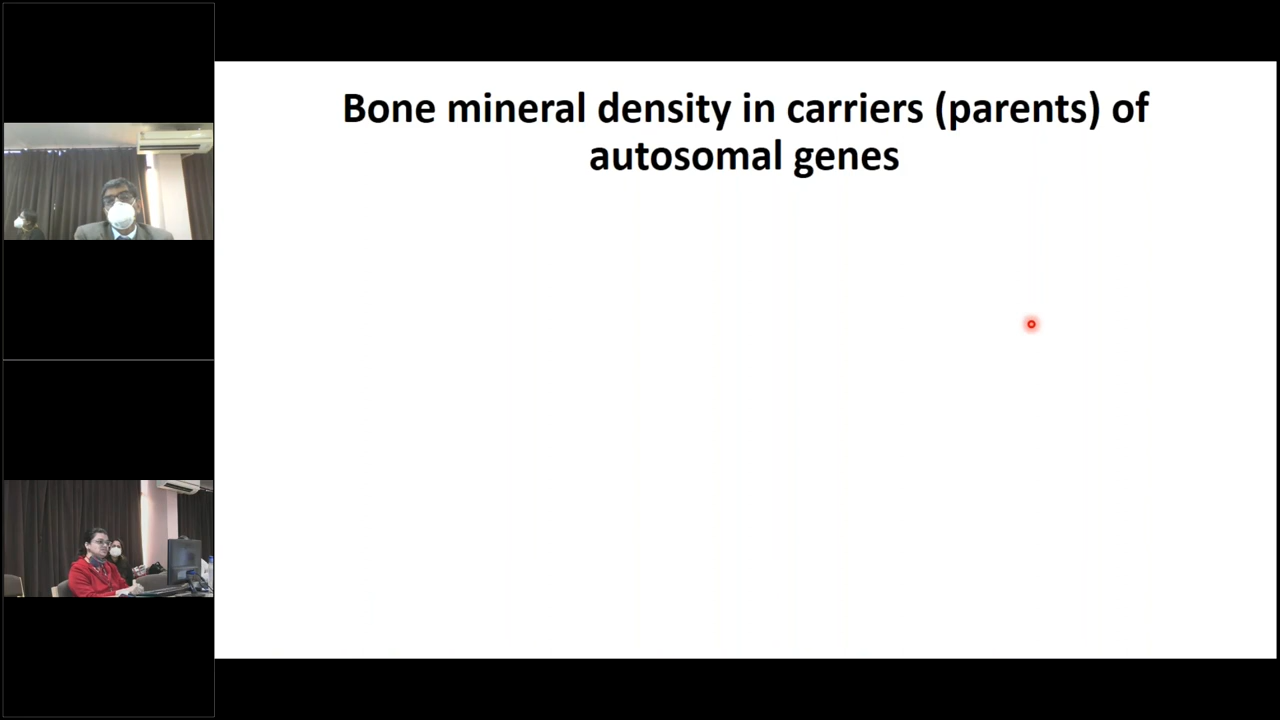 Bone mineral density in carriers (parents) of
autosomal genes